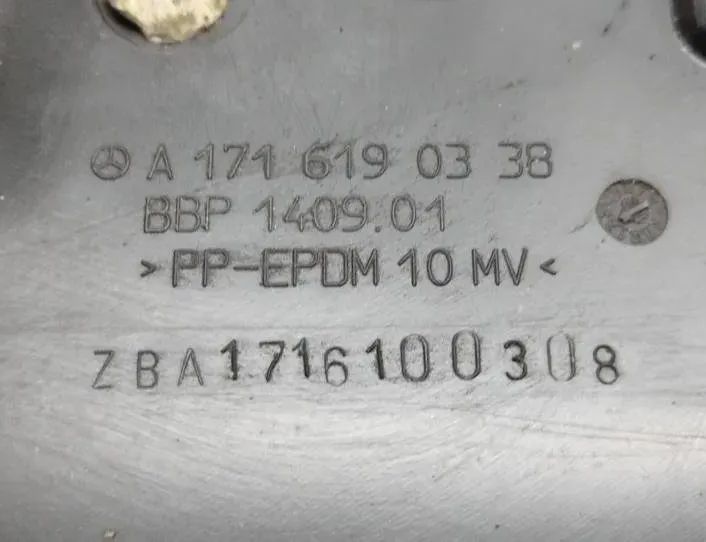 A 171 619 03 38
BBP 1409.01
>PP-EPDM 10 MV<
ZBA1716100308